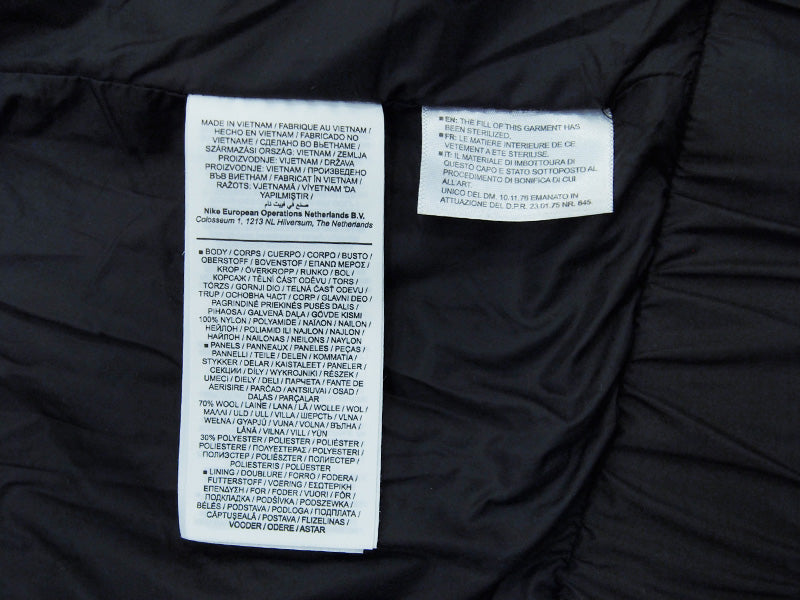 MADE IN VIETNAM / FABRIQUE AU VIETNAM /
HECHO EN VIETNAM / FABRICADO NO
VIETNAME / СДЕЛАНО ВО ВЬЕТНАМЕ /
SZÁRMAZÁSI ORSZÁG: VIETNAM / ZEMLJA
PROIZVODNJE: VIJETNAM / DRŽAVA
PROIZVODNJE: VIETNAM / ПРОИЗВЕДЕНО
ВЪВ ВИЕТНАМ / FABRICAT ÎN VIETNAM /
RAŽOTS: VJETNAMĀ / VİYETNAM 'DA
YAPILMIŞTIR /
صنع في فييت نام
Nike European Operations Netherlands B.V.
Colosseum 1, 1213 NL Hilversum, The Netherlands
■ BODY / CORPS / CUERPO / CORPO / BUSTO /
OBERSTOFF / BOVENSTOF / ΕΠΑΝΩ ΜΕΡΟΣ /
KROP / ÖVERKROPP / RUNKO / BOL /
КОРСАЖ / TĚLNÍ ČÁST ODĚVU / TORS /
TÖRZS / GORNJI DIO / TELNÁ ČASŤ ODEVU /
TRUP / ОСНОВНА ЧАСТ / CORP / GLAVNI DEO /
PAGRINDINĖ PRIEKINĖS PUSĖS DALIS /
PIHAOSA / GALVENĀ DAĻA / GÖVDE KISMI
100% NYLON / POLYAMIDE / NÁILON / NAILON /
НЕЙЛОН / POLIAMID ILI NAJLON / NAJLON /
НАЙЛОН / NAILONAS / NEILONS / NAYLON
■ PANELS / PANNEAUX / PANELES / PEÇAS /
PANNELLI / TEILE / DELEN / ΚΟΜΜΑΤΙΑ /
STYKKER / DELAR / KAISTALEET / PANELER /
СЕКЦИИ / DÍLY / WYKROJNIKI / RÉSZEK /
UMECI / DIELY / DELI / ПАРЧЕТА / FANTE DE
AERISIRE / PARČAD / ANTSIUVAI / OSAD /
DAĻAS / PARÇALAR
70% WOOL / LAINE / LANA / LÃ / WOLLE / WOL /
ΜΑΛΛΙ / ULD / ULL / VILLA / ШЕРСТЬ / VLNA /
WEŁNA / GYAPJÚ / VUNA / VOLNA / ВЪЛНА /
LÂNĂ / VILNA / VILL / YÜN
30% POLYESTER / POLIESTER / POLIÉSTER /
POLIESTERE / ΠΟΛΥΕΣΤΕΡΑΣ / POLYESTERI /
ПОЛИЭСТЕР / POLIÉSZTER / ПОЛИЕСТЕР /
POLIESTERIS / POLÜESTER
■ LINING / DOUBLURE / FORRO / FODERA /
FUTTERSTOFF / VOERING / ΕΣΩΤΕΡΙΚΗ
ΕΠΕΝΔΥΣΗ / FOR / FODER / VUORI / FÔR /
ПОДКЛАДКА / PODŠÍVKA / PODSZEWKA /
BÉLÉS / PODSTAVA / PODLOGA / ПОДПЛАТА /
CĂPTUŞEALĂ / POSTAVA / FLIZELINAS /
VOODER / ODERE / ASTAR
■ EN: THE FILL OF THIS GARMENT HAS
BEEN STERILIZED.
■ FR: LE MATIERE INTERIEURE DE CE
VETEMENT A ETE STERILISE.
■ IT: IL MATERIALE DI IMBOTTOURA DI
QUESTO CAPO E STATO SOTTOPOSTO AL
PROCEDIMENTO DI BONIFICA DI CUI
ALL'ART.
UNICO DEL DM. 10.11.76 EMANATO IN
ATTUAZIONE DEL D.P.R. 23.01.75 NR. 845.